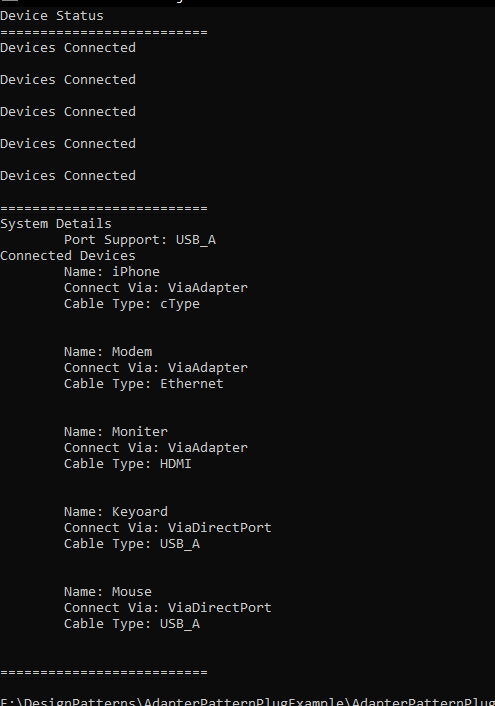 Device Status
==========================
Devices Connected
Devices Connected
Devices Connected
Devices Connected
Devices Connected
==========================
System Details
Port Support: USB_A
Connected Devices
Name: iPhone
Connect Via: ViaAdapter
Cable Type: cType
Name: Modem
Connect Via: ViaAdapter
Cable Type: Ethernet
Name: Moniter
Connect Via: ViaAdapter
Cable Type: HDMI
Name: Keyoard
Connect Via: ViaDirectPort
Cable Type: USB_A
Name: Mouse
Connect Via: ViaDirectPort
Cable Type: USB_A
==========================
E:\DesignPatterns\AdapterPatternPlugExample\AdapterPatternPlug